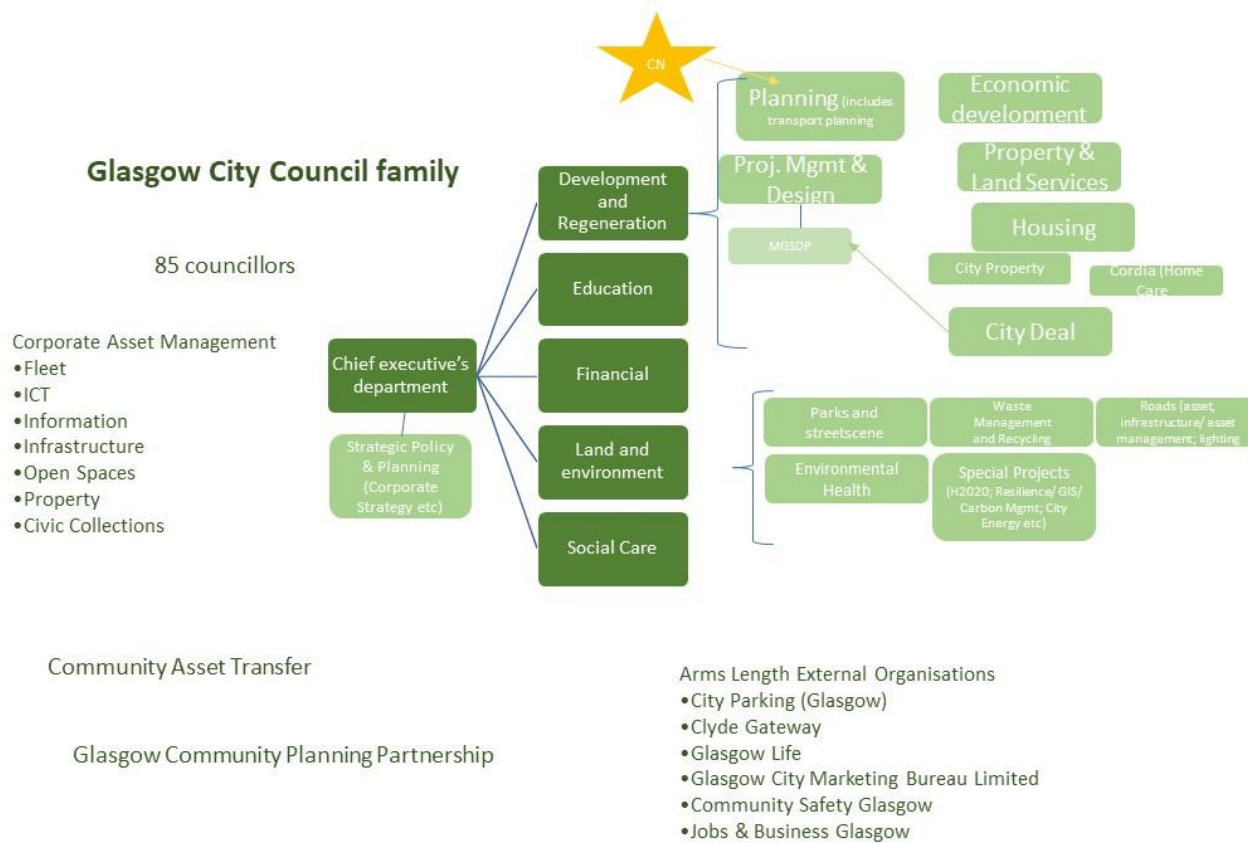 CN
Glasgow City Council family
85 councillors
Corporate Asset Management
•Fleet
•ICT
•Information
•Infrastructure
•Open Spaces
•Property
•Civic Collections
Chief executive's
department
Strategic Policy
& Planning
(Corporate
Strategy etc)
Development
and
Regeneration
Education
Financial
Land and
environment
Social Care
Planning (includes
transport planning
Proj. Mgmt &
Design
MGSDP
Economic
development
Property &
Land Services
Housing
City Property
Cordia (Home
Care
City Deal
Parks and
streetscene
Waste
Management
and Recycling
Roads (asset,
infrastructure/ asset
management; lighting
Environmental
Health
Special Projects
(H2020; Resilience/ GIS/
Carbon Mgmt; City
Energy etc)
Community Asset Transfer
Glasgow Community Planning Partnership
Arms Length External Organisations
•City Parking (Glasgow)
•Clyde Gateway
•Glasgow Life
•Glasgow City Marketing Bureau Limited
•Community Safety Glasgow
•Jobs & Business Glasgow